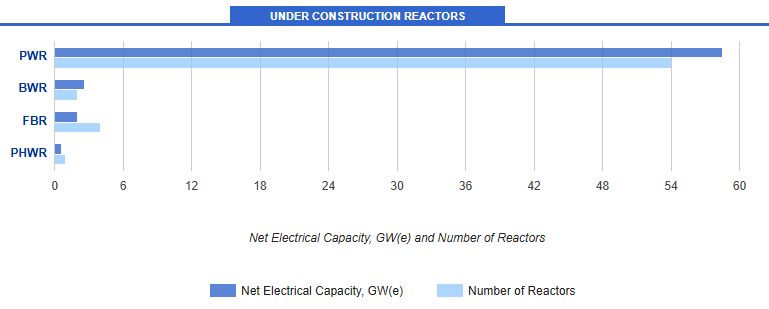 UNDER CONSTRUCTION REACTORS
PWR
BWR
FBR
PHWR
0 6 12 18 24 30 36 42 48 54 60
Net Electrical Capacity, GW(e) and Number of Reactors
Net Electrical Capacity, GW(e) Number of Reactors